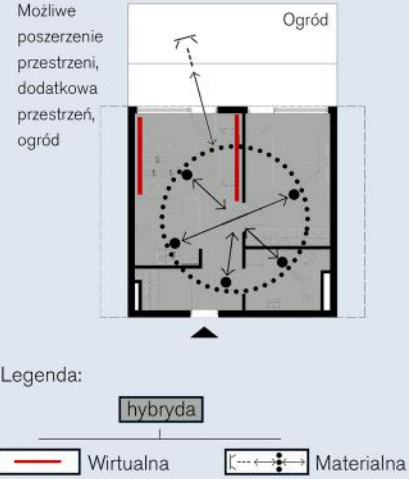 Możliwe
poszerzenie
przestrzeni,
dodatkowa
przestrzeń,
ogród
Ogród
Legenda:
hybryda
Wirtualna
Materialna